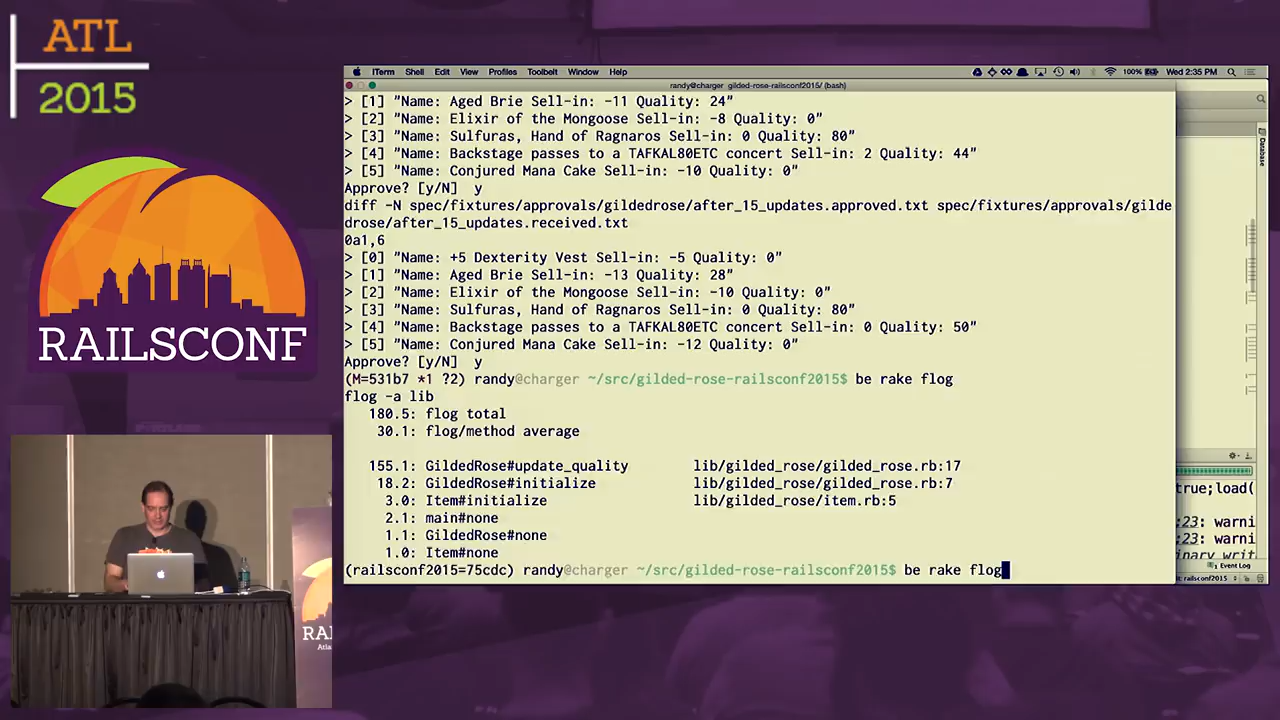 ATL
2015
RAILSCONF
iTerm Shell Edit View Profiles Toolbelt Window Help
100% Wed 2:35 PM
randy@charger gilded-rose-railsconf2015/ (bash)
> [1] "Name: Aged Brie Sell-in: -11 Quality: 24"
> [2] "Name: Elixir of the Mongoose Sell-in: -8 Quality: 0"
> [3] "Name: Sulfuras, Hand of Ragnaros Sell-in: 0 Quality: 80"
> [4] "Name: Backstage passes to a TAFKAL80ETC concert Sell-in: 2 Quality: 44"
> [5] "Name: Conjured Mana Cake Sell-in: -10 Quality: 0"
Approve? [y/N] y
diff -N spec/fixtures/approvals/gildedrose/after_15_updates.approved.txt spec/fixtures/approvals/gilde
drose/after_15_updates.received.txt
0a1,6
> [0] "Name: +5 Dexterity Vest Sell-in: -5 Quality: 0"
> [1] "Name: Aged Brie Sell-in: -13 Quality: 28"
> [2] "Name: Elixir of the Mongoose Sell-in: -10 Quality: 0"
> [3] "Name: Sulfuras, Hand of Ragnaros Sell-in: 0 Quality: 80"
> [4] "Name: Backstage passes to a TAFKAL80ETC concert Sell-in: 0 Quality: 50"
> [5] "Name: Conjured Mana Cake Sell-in: -12 Quality: 0"
Approve? [y/N] y
(M=531b7 *1 ?2) randy@charger ~/src/gilded-rose-railsconf2015$ be rake flog
flog -a lib
180.5: flog total
30.1: flog/method average
155.1: GildedRose#update_quality lib/gilded_rose/gilded_rose.rb:17
18.2: GildedRose#initialize lib/gilded_rose/gilded_rose.rb:7
3.0: Item#initialize lib/gilded_rose/item.rb:5
2.1: main#none
1.1: GildedRose#none
1.0: Item#none
(railsconf2015=75cdc) randy@charger ~/src/gilded-rose-railsconf2015$ be rake flog
Database
true;load(
:23: warni
:23: warni
Event Log
railsconf2015
RA
Atla